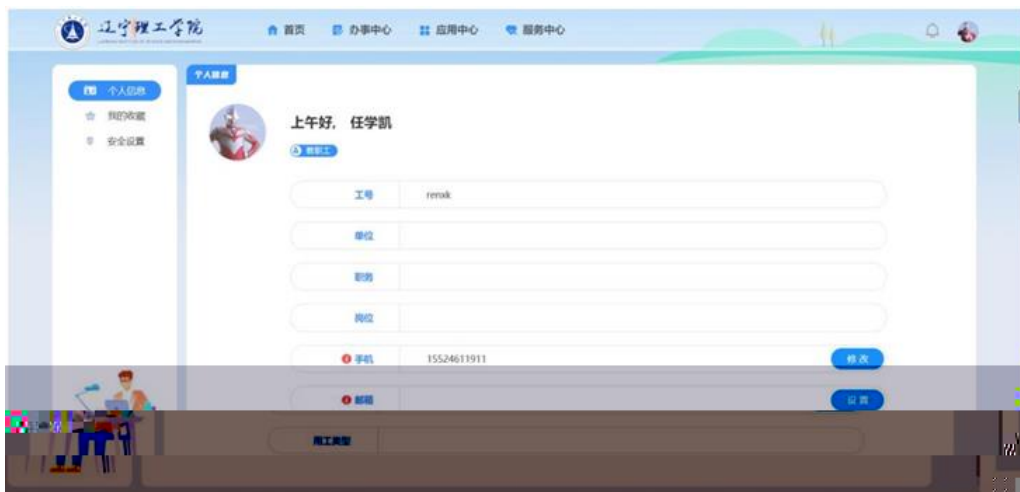 辽宁理工学院
首页 办事中心 应用中心 服务中心
个人信息
我的收藏
安全设置
个人信息
上午好, 任学凯
教职工
工号 renxk
单位
职务
岗位
手机 15524611911 修改
邮箱 设置
用工类型